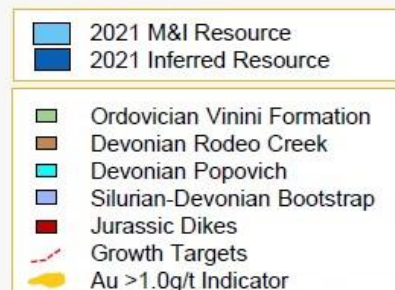 2021 M&I Resource
2021 Inferred Resource
Ordovician Vinini Formation
Devonian Rodeo Creek
Devonian Popovich
Silurian-Devonian Bootstrap
Jurassic Dikes
Growth Targets
Au >1.0g/t Indicator